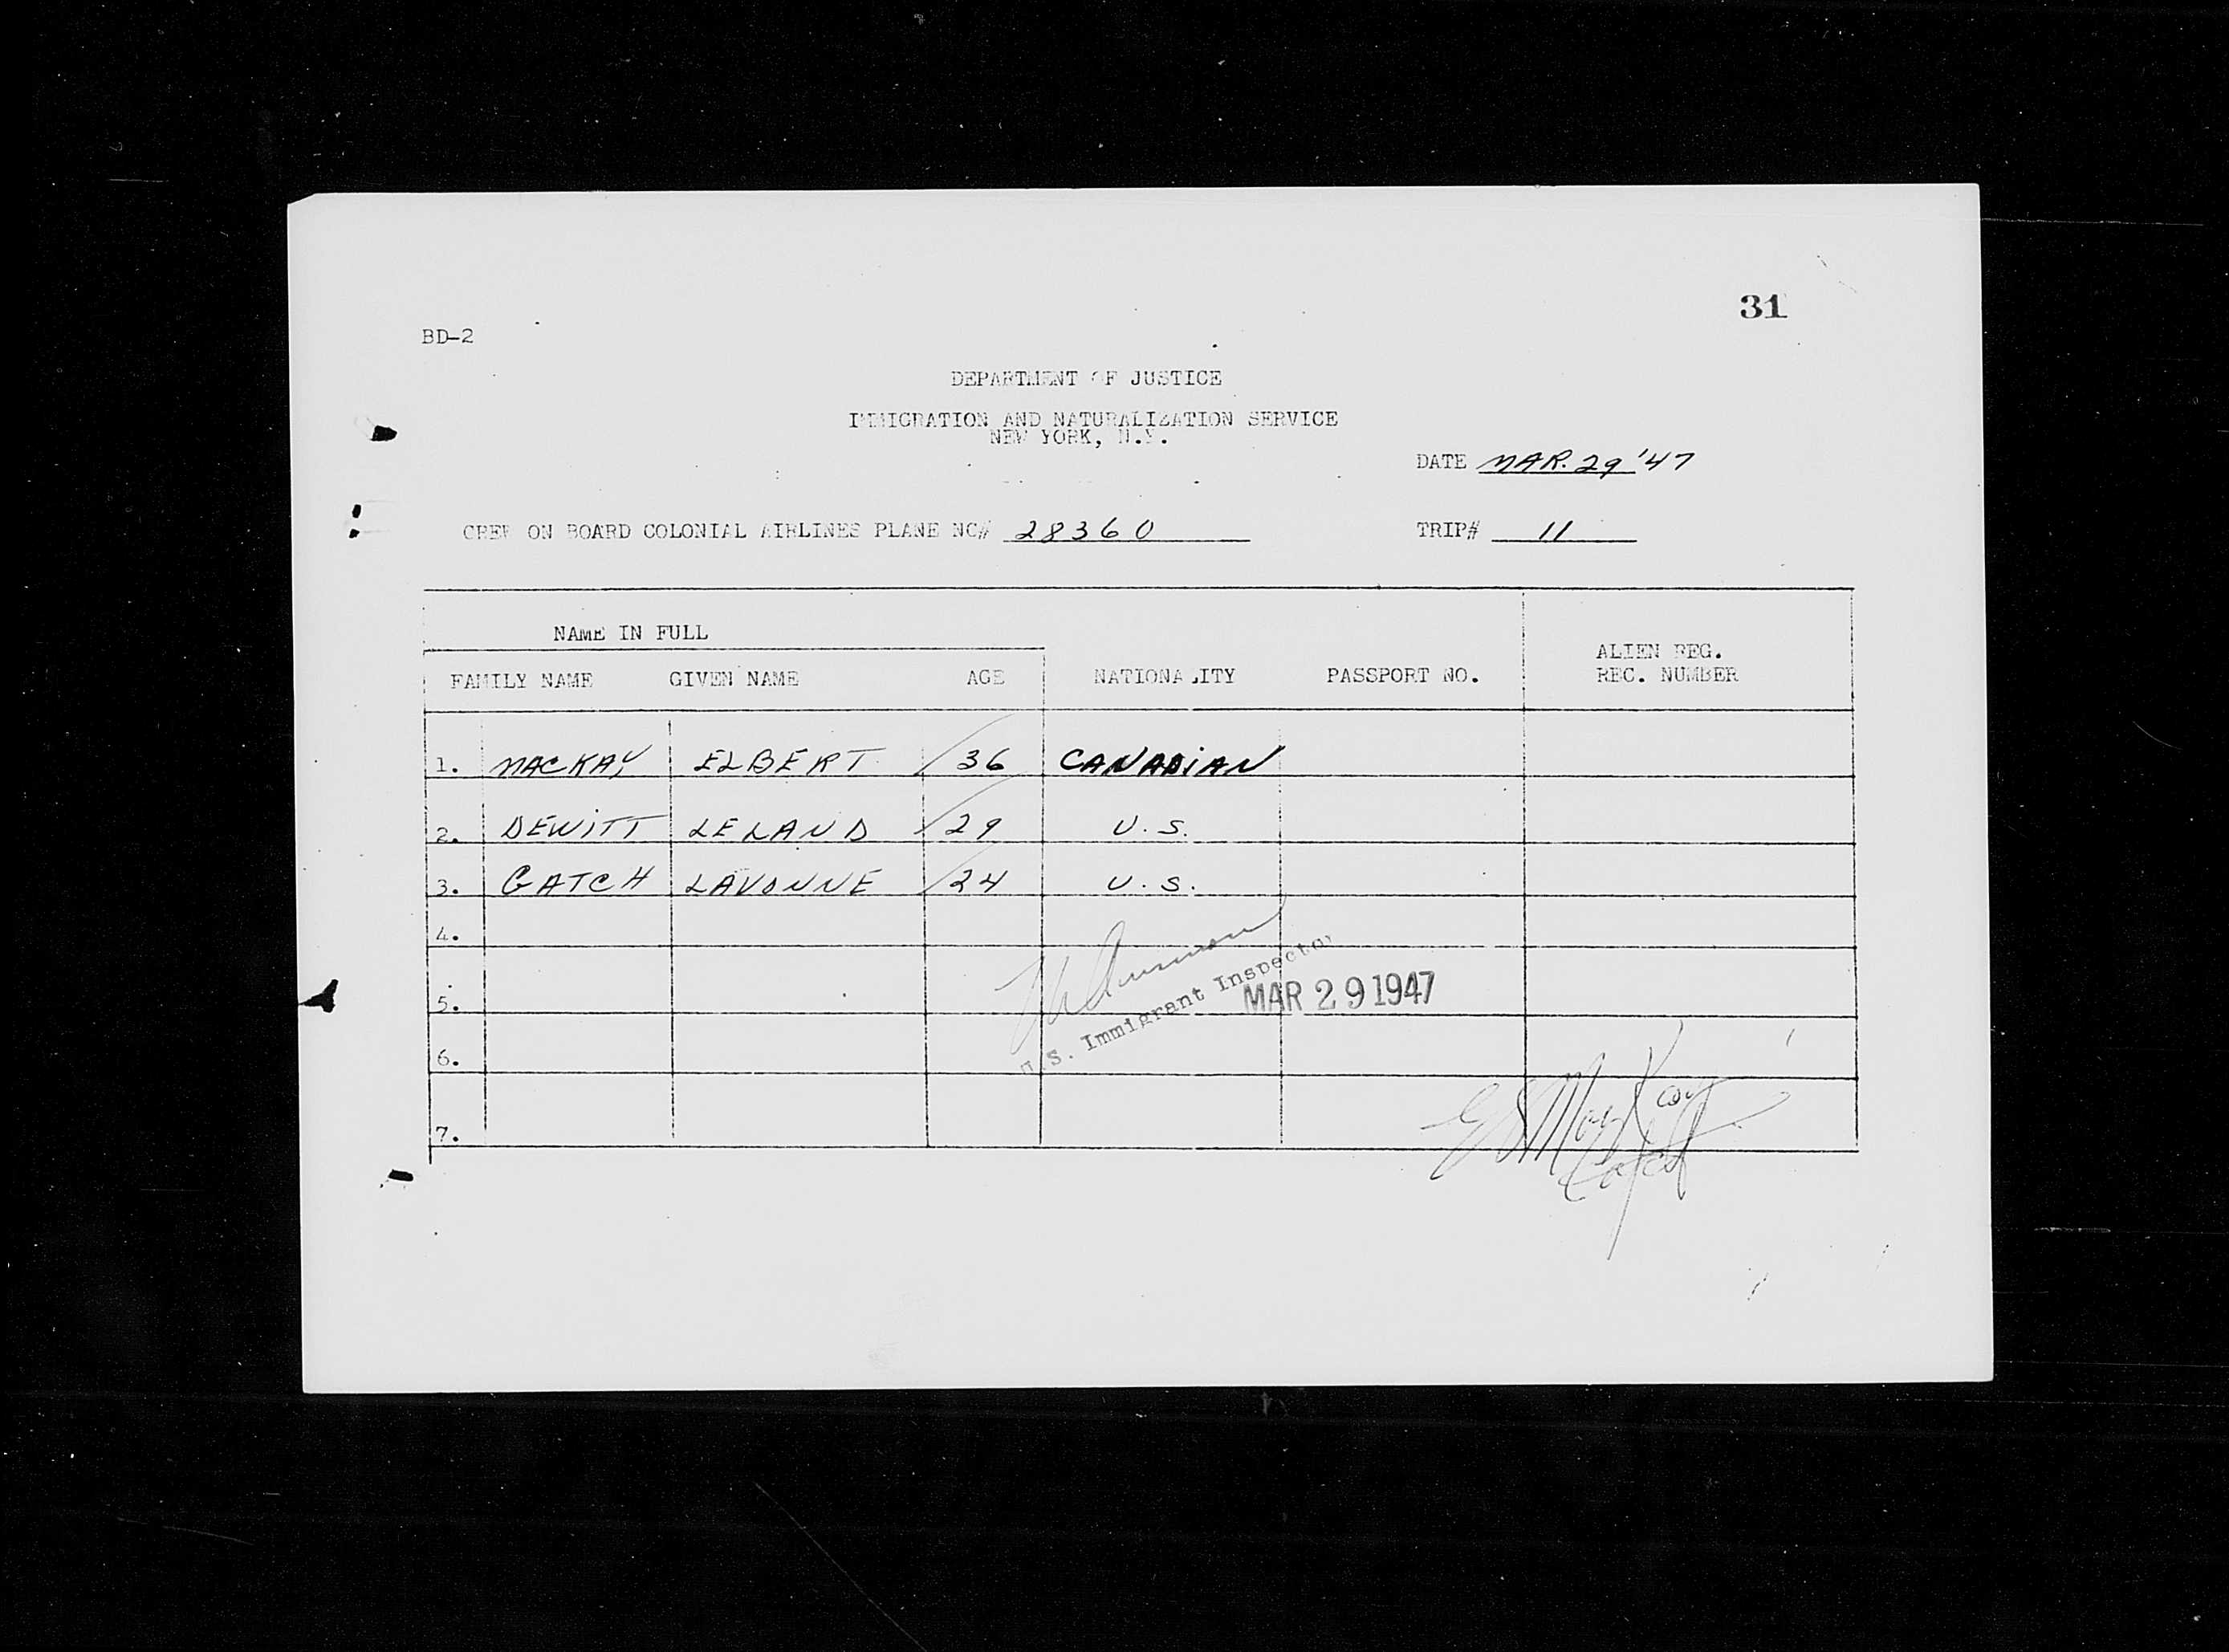 31
BD-2
DEPARTMENT OF JUSTICE
IMMIGRATION AND NATURALIZATION SERVICE
NEW YORK, N.Y.
DATE MAR. 29 '47
CREW ON BOARD COLONIAL AIRLINES PLANE NC# 28360 TRIP# 11
NAME IN FULL
ALIEN REG.
FAMILY NAME GIVEN NAME AGE NATIONALITY PASSPORT NO. REC. NUMBER
1. MACKAY ELBERT 36 CANADIAN
2. DEWITT LELAND 29 U.S.
3. GATCH LAVONNE 24 U.S.
4.
5.
U.S. Immigrant Inspector
MAR 29 1947
6.
7.
Capt